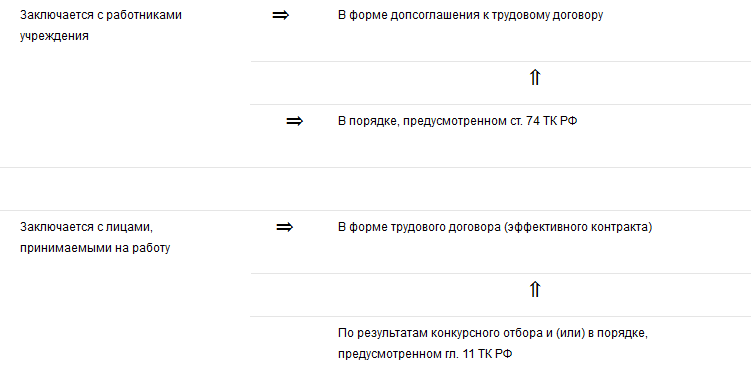 Заключается с работниками
учреждения
⇒
В форме допсоглашения к трудовому договору
⇑
⇒
В порядке, предусмотренном ст. 74 ТК РФ
Заключается с лицами,
принимаемыми на работу
⇒
В форме трудового договора (эффективного контракта)
⇑
По результатам конкурсного отбора и (или) в порядке,
предусмотренном гл. 11 ТК РФ